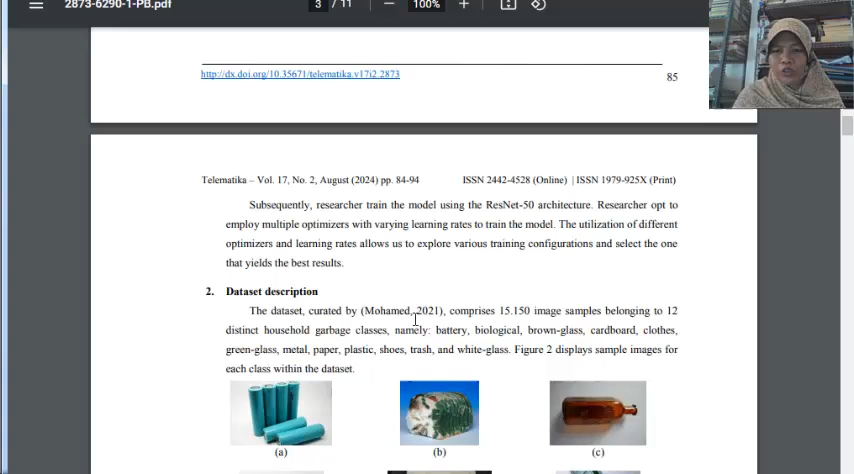 2873-6290-1-PB.pdf
3 / 11
100%
http://dx.doi.org/10.35671/telematika.v17i2.2873
85
Telematika – Vol. 17, No. 2, August (2024) pp. 84-94
ISSN 2442-4528 (Online) | ISSN 1979-925X (Print)
Subsequently, researcher train the model using the ResNet-50 architecture. Researcher opt to
employ multiple optimizers with varying learning rates to train the model. The utilization of different
optimizers and learning rates allows us to explore various training configurations and select the one
that yields the best results.
2. Dataset description
The dataset, curated by (Mohamed, 2021), comprises 15.150 image samples belonging to 12
distinct household garbage classes, namely: battery, biological, brown-glass, cardboard, clothes,
green-glass, metal, paper, plastic, shoes, trash, and white-glass. Figure 2 displays sample images for
each class within the dataset.
(a)
(b)
(c)